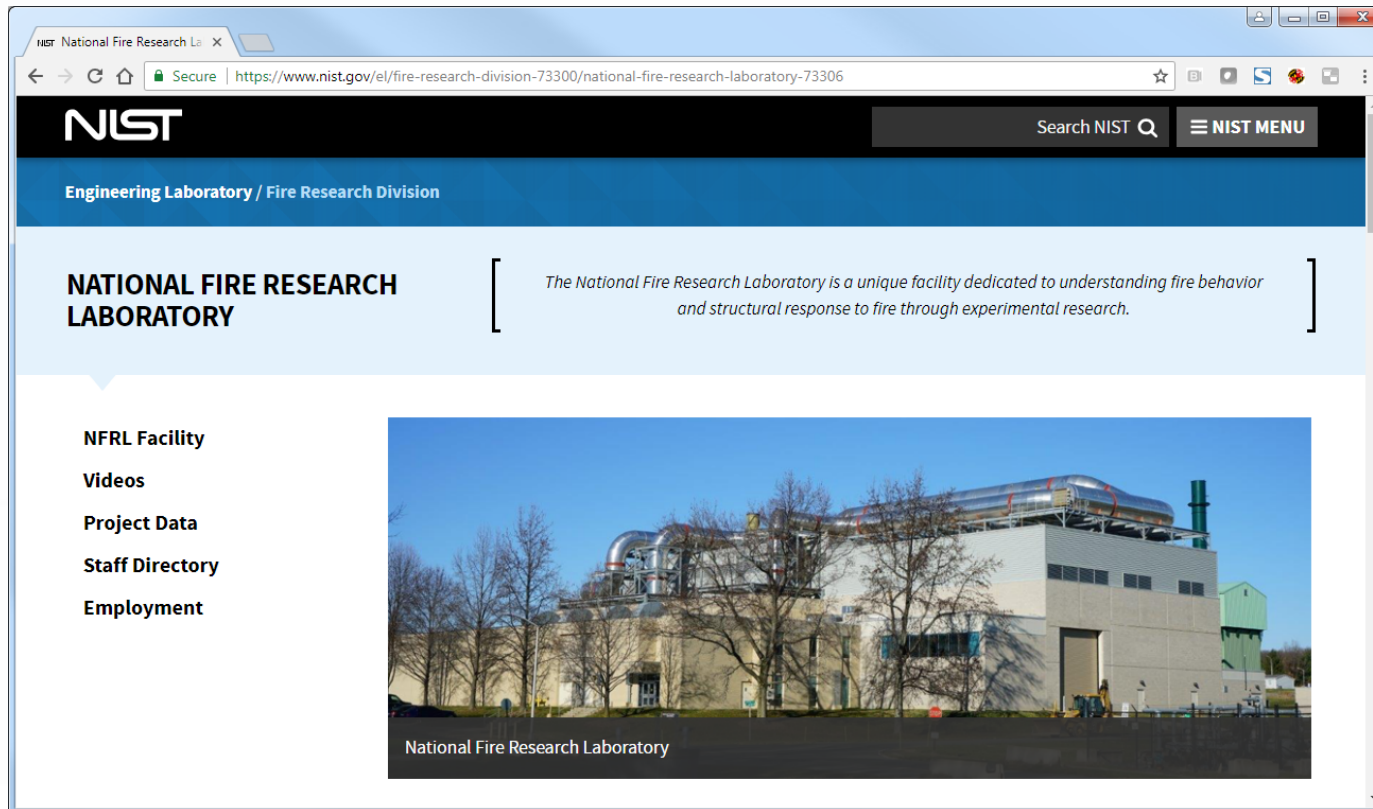 NIST National Fire Research La
Secure | https://www.nist.gov/el/fire-research-division-73300/national-fire-research-laboratory-73306
NIST
Search NIST
NIST MENU
Engineering Laboratory / Fire Research Division
NATIONAL FIRE RESEARCH
LABORATORY
The National Fire Research Laboratory is a unique facility dedicated to understanding fire behavior
and structural response to fire through experimental research.
NFRL Facility
Videos
Project Data
Staff Directory
Employment
National Fire Research Laboratory